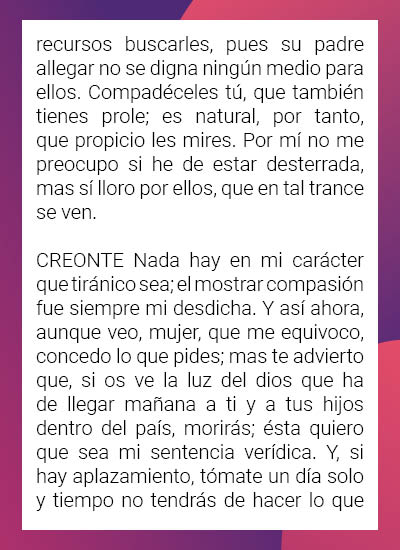 recursos buscarles, pues su padre
allegar no se digna ningún medio para
ellos. Compadéceles tú, que también
tienes prole; es natural, por tanto,
que propicio les mires. Por mí no me
preocupo si he de estar desterrada,
mas sí lloro por ellos, que en tal trance
se ven.
CREONTE Nada hay en mi carácter
que tiránico sea; el mostrar compasión
fue siempre mi desdicha. Y así ahora,
aunque veo, mujer, que me equivoco,
concedo lo que pides; mas te advierto
que, si os ve la luz del dios que ha
de llegar mañana a ti y a tus hijos
dentro del país, morirás; ésta quiero
que sea mi sentencia verídica. Y, si
hay aplazamiento, tómate un día solo
y tiempo no tendrás de hacer lo que